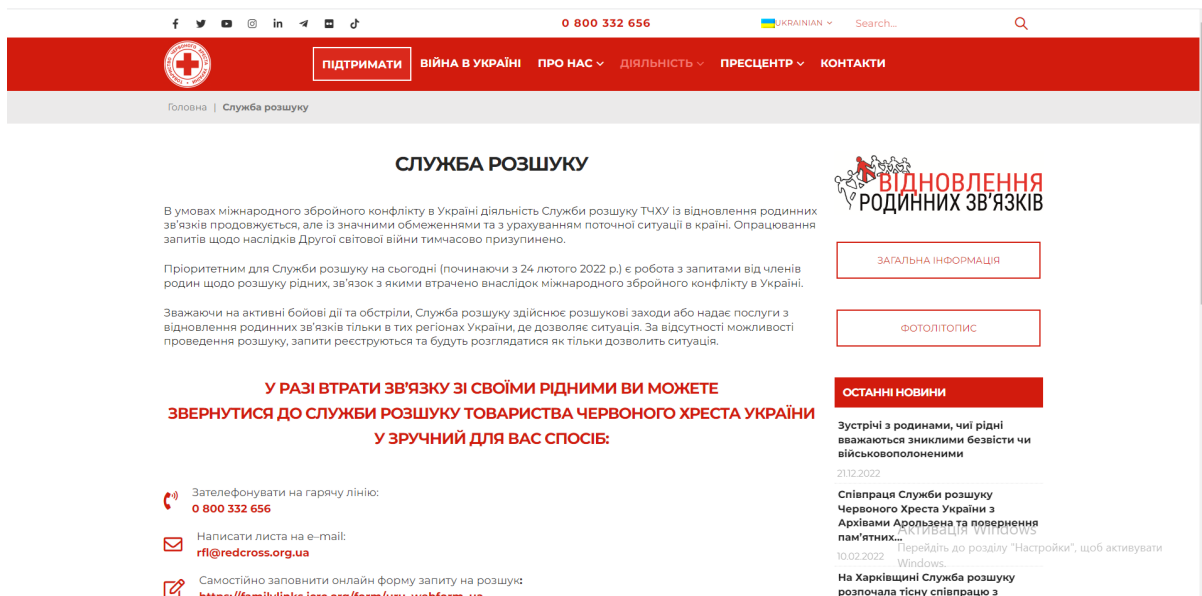 0 800 332 656
UKRAINIAN
Search...
ПІДТРИМАТИ ВІЙНА В УКРАЇНІ ПРО НАС ДІЯЛЬНІСТЬ ПРЕСЦЕНТР КОНТАКТИ
Головна | Служба розшуку
СЛУЖБА РОЗШУКУ
В умовах міжнародного збройного конфлікту в Україні діяльність Служби розшуку ТЧХУ із відновлення родинних
зв’язків продовжується, але із значними обмеженнями та з урахуванням поточної ситуації в країні. Опрацювання
запитів щодо наслідків Другої світової війни тимчасово призупинено.
Пріоритетним для Служби розшуку на сьогодні (починаючи з 24 лютого 2022 р.) є робота з запитами від членів
родин щодо розшуку рідних, зв’язок з якими втрачено внаслідок міжнародного збройного конфлікту в Україні.
Зважаючи на активні бойові дії та обстріли, Служба розшуку здійснює розшукові заходи або надає послуги з
відновлення родинних зв’язків тільки в тих регіонах України, де дозволяє ситуація. За відсутності можливості
проведення розшуку, запити реєструються та будуть розглядатися як тільки дозволить ситуація.
У РАЗІ ВТРАТИ ЗВ’ЯЗКУ ЗІ СВОЇМИ РІДНИМИ ВИ МОЖЕТЕ
ЗВЕРНУТИСЯ ДО СЛУЖБИ РОЗШУКУ ТОВАРИСТВА ЧЕРВОНОГО ХРЕСТА УКРАЇНИ
У ЗРУЧНИЙ ДЛЯ ВАС СПОСІБ:
Зателефонувати на гарячу лінію:
0 800 332 656
Написати листа на e–mail:
rfl@redcross.org.ua
Самостійно заповнити онлайн форму запиту на розшук:
ВІДНОВЛЕННЯ
РОДИННИХ ЗВ’ЯЗКІВ
ЗАГАЛЬНА ІНФОРМАЦІЯ
ФОТОЛІТОПИС
ОСТАННІ НОВИНИ
Зустрічі з родинами, чиї рідні
вважаються зниклими безвісти чи
військовополоненими
21.12.2022
Співпраця Служби розшуку
Червоного Хреста України з
Архівами Арользена та повернення
пам’ятних...
10.02.2022
На Харківщині Служба розшуку
розпочала тісну співпрацю з
Активація Windows
Перейдіть до розділу "Настройки", щоб активувати
Windows.